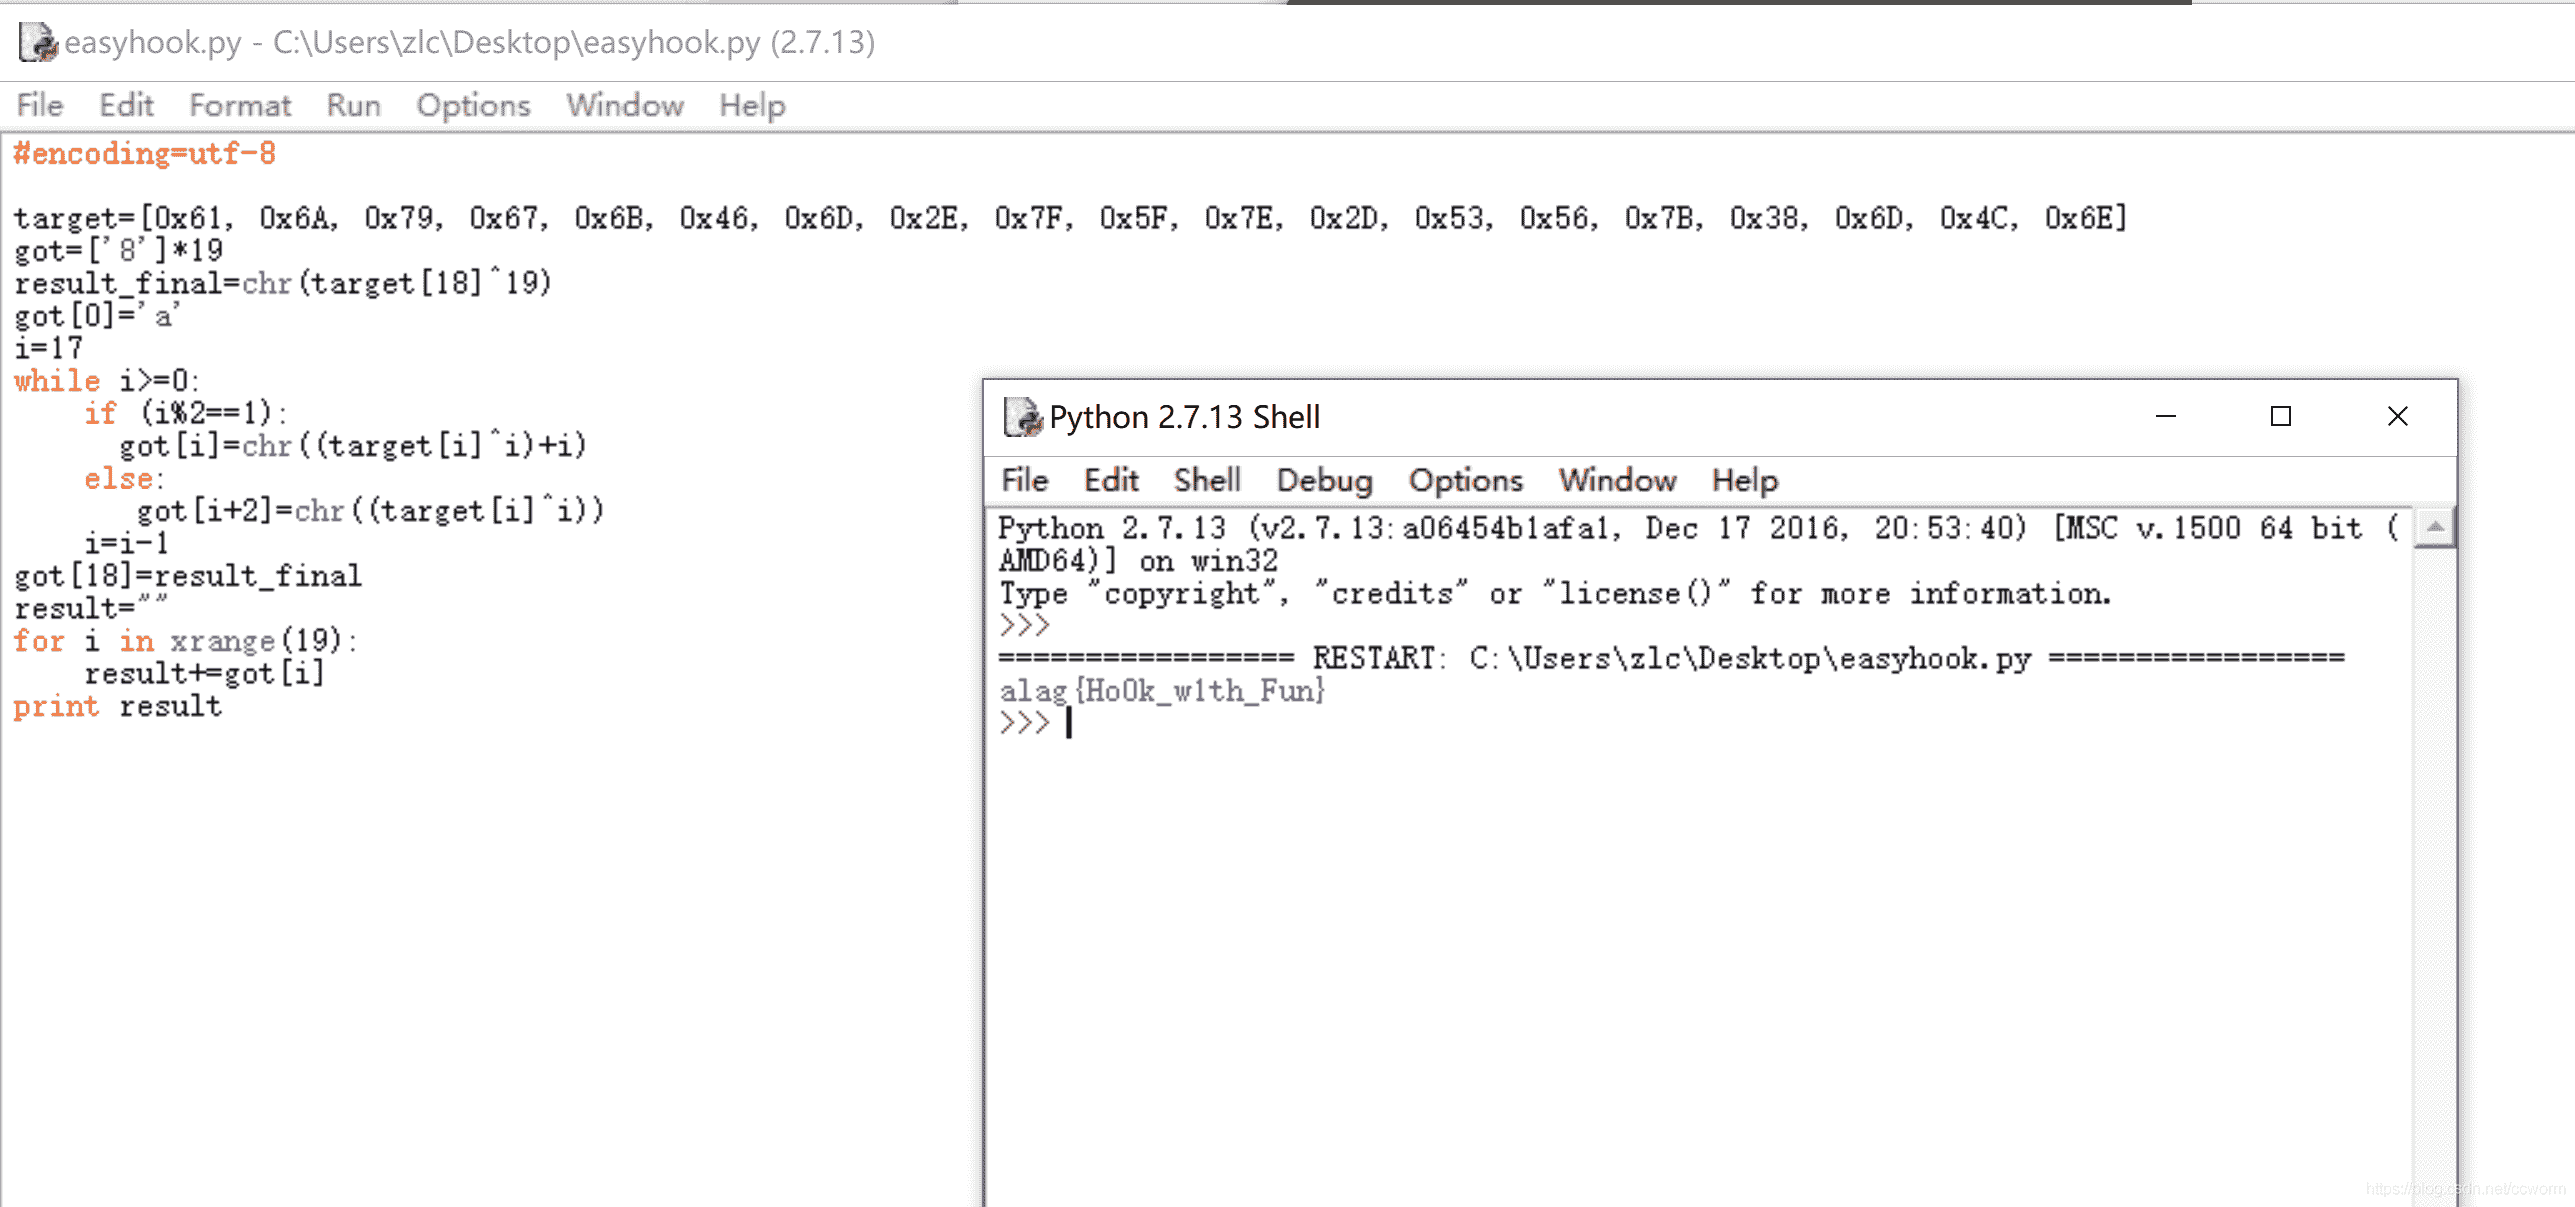 easyhook.py - C:\Users\zlc\Desktop\easyhook.py (2.7.13)
File Edit Format Run Options Window Help
#encoding=utf-8
target=[0x61, 0x6A, 0x79, 0x67, 0x6B, 0x46, 0x6D, 0x2E, 0x7F, 0x5F, 0x7E, 0x2D, 0x53, 0x56, 0x7B, 0x38, 0x6D, 0x4C, 0x6E]
got=['8']*19
result_final=chr(target[18]^19)
got[0]='a'
i=17
while i>=0:
    if (i%2==1):
      got[i]=chr((target[i]^i)+i)
    else:
       got[i+2]=chr((target[i]^i))
    i=i-1
got[18]=result_final
result=""
for i in xrange(19):
    result+=got[i]
print result
Python 2.7.13 Shell
File Edit Shell Debug Options Window Help
Python 2.7.13 (v2.7.13:a06454b1afa1, Dec 17 2016, 20:53:40) [MSC v.1500 64 bit (
AMD64)] on win32
Type "copyright", "credits" or "license()" for more information.
>>>
================= RESTART: C:\Users\zlc\Desktop\easyhook.py =================
alag{Ho0k_w1th_Fun}
>>>
https://blog.csdn.net/ccworm